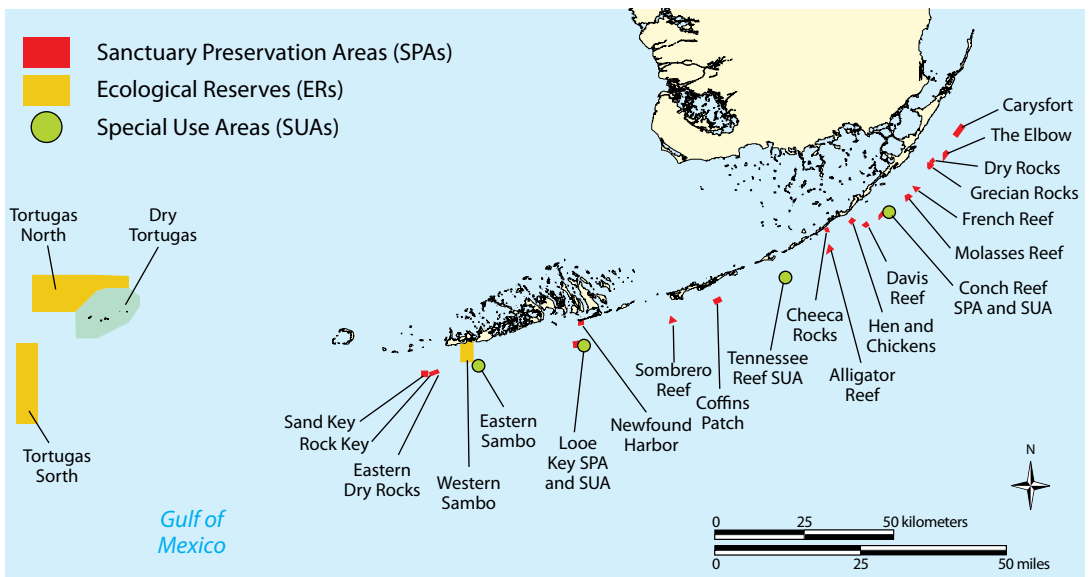 Sanctuary Preservation Areas (SPAs)
Ecological Reserves (ERs)
Special Use Areas (SUAs)
Carysfort
The Elbow
Dry Rocks
Grecian Rocks
French Reef
Molasses Reef
Conch Reef
SPA and SUA
Davis
Reef
Hen and
Chickens
Cheeca
Rocks
Alligator
Reef
Tennessee
Reef SUA
Coffins
Patch
Sombrero
Reef
Newfound
Harbor
Looe
Key SPA
and SUA
Eastern
Sambo
Western
Sambo
Eastern
Dry Rocks
Sand Key
Rock Key
Tortugas
North
Dry
Tortugas
Tortugas
Sorth
Gulf of
Mexico
N
0 25 50 kilometers
0 25 50 miles